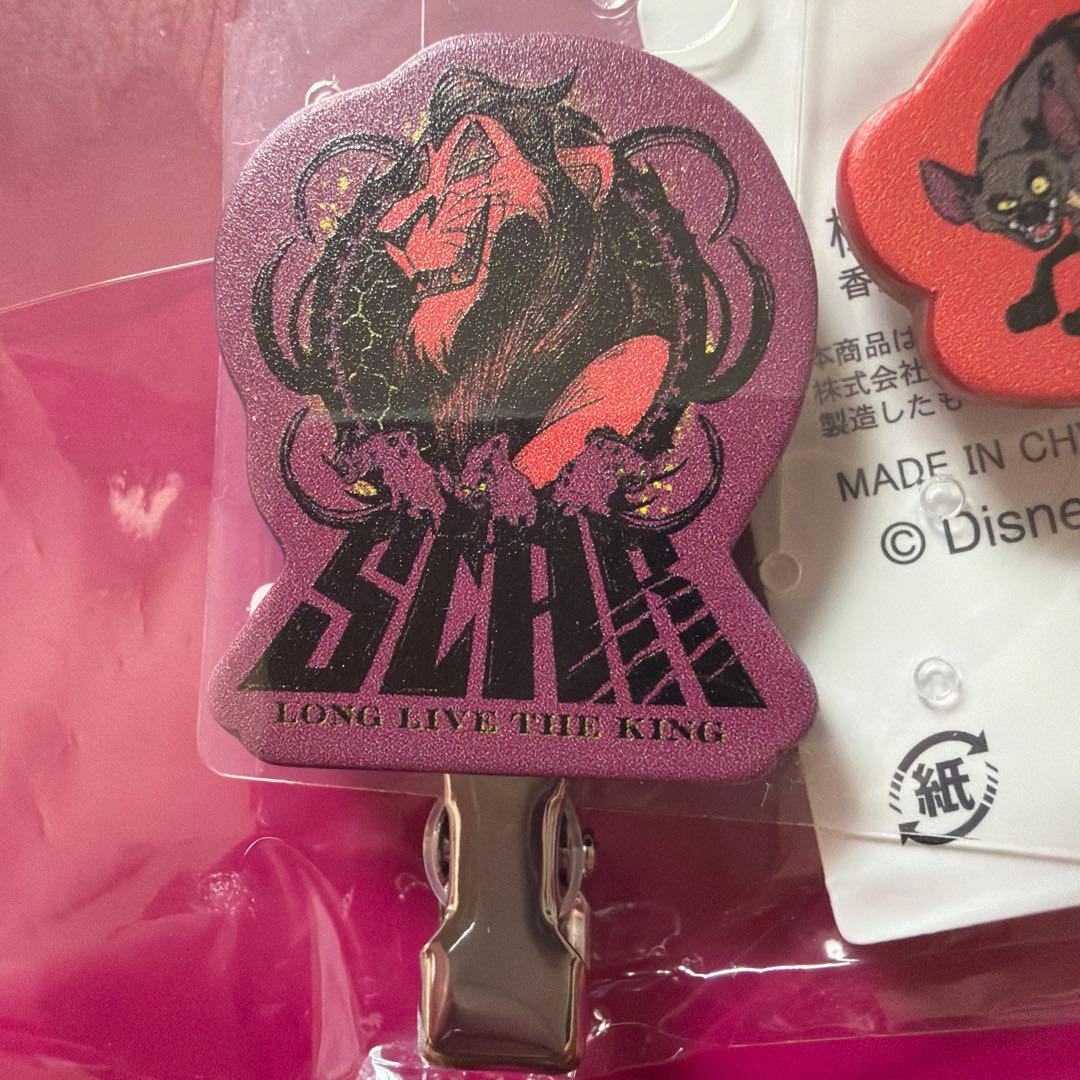 SCAR
LONG LIVE THE KING
香
本商品は
株式会社
製造したも
MADE IN CH
© Disne
紙